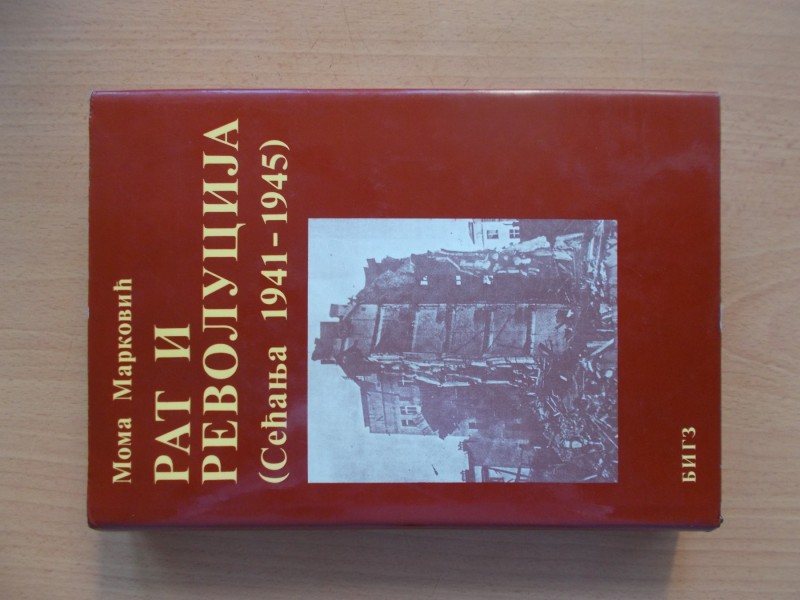 Мома Марковић
РАТ И
РЕВОЛУЦИЈА
(Сећања 1941-1945)
БИГЗ